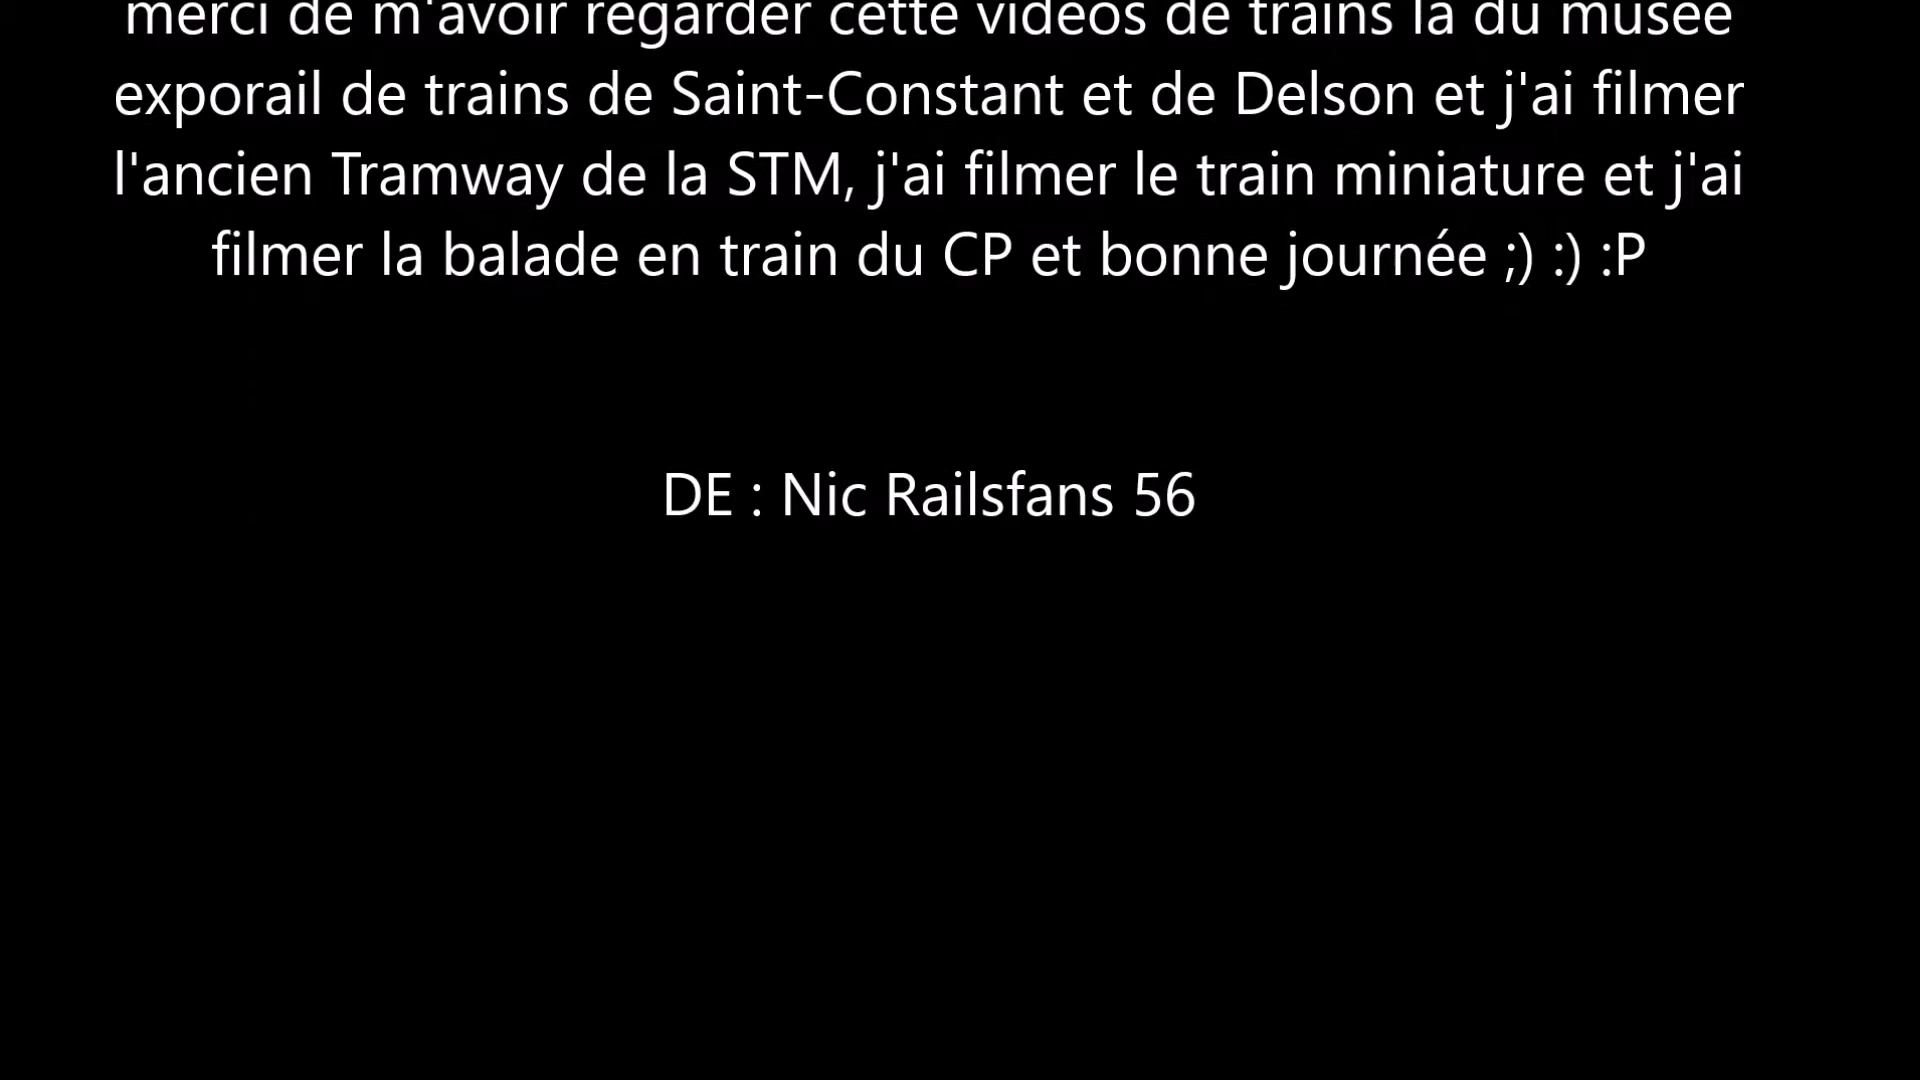 merci de m'avoir regarder cette vidéos de trains là du musée
exporail de trains de Saint-Constant et de Delson et j'ai filmer
l'ancien Tramway de la STM, j'ai filmer le train miniature et j'ai
filmer la balade en train du CP et bonne journée ;) :) :P
DE : Nic Railsfans 56